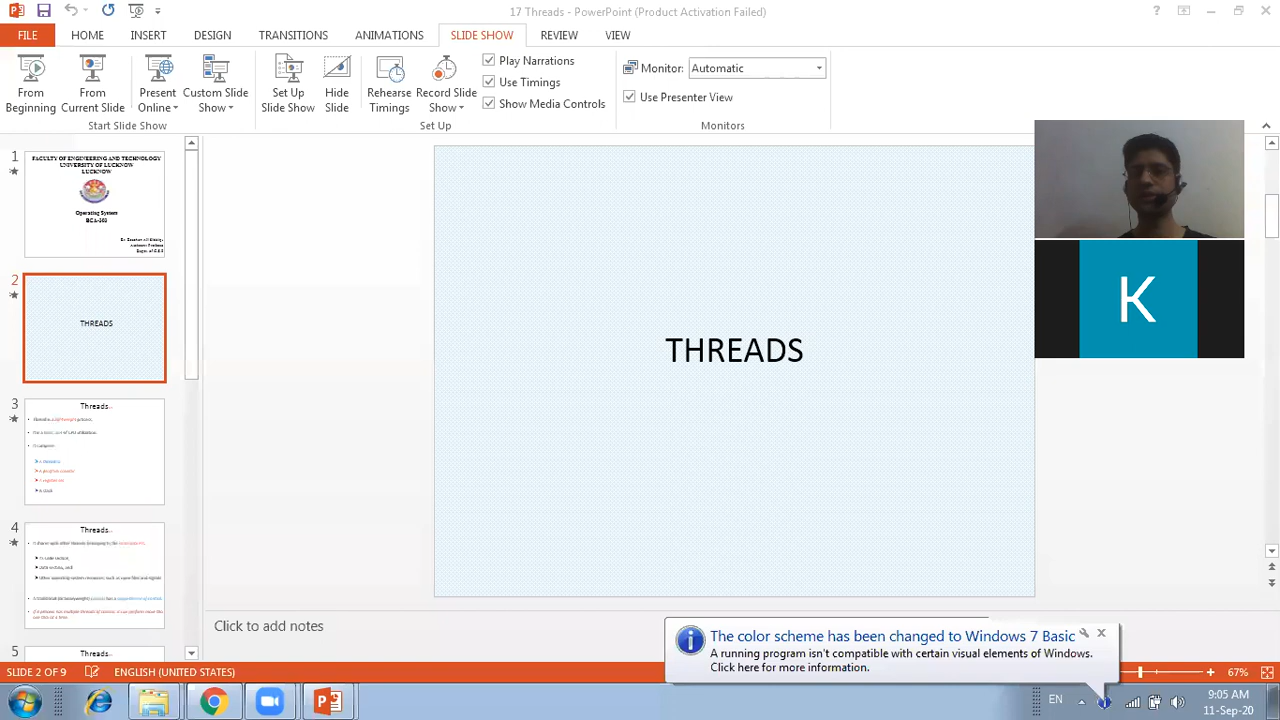 17 Threads - PowerPoint (Product Activation Failed)
FILE HOME INSERT DESIGN TRANSITIONS ANIMATIONS SLIDE SHOW REVIEW VIEW
From Beginning
From Current Slide
Present Online
Custom Slide Show
Set Up Slide Show
Hide Slide
Rehearse Timings
Record Slide Show
Play Narrations
Use Timings
Show Media Controls
Monitor: Automatic
Use Presenter View
Start Slide Show
Set Up
Monitors
1
FACULTY OF ENGINEERING AND TECHNOLOGY
UNIVERSITY OF LUCKNOW
LUCKNOW
Operating System
2
THREADS
3
Threads..
A stack
4
Threads..
5
Threads..
THREADS
K
Click to add notes
The color scheme has been changed to Windows 7 Basic
A running program isn't compatible with certain visual elements of Windows.
Click here for more information.
SLIDE 2 OF 9 ENGLISH (UNITED STATES) 67%
EN
9:05 AM
11-Sep-20